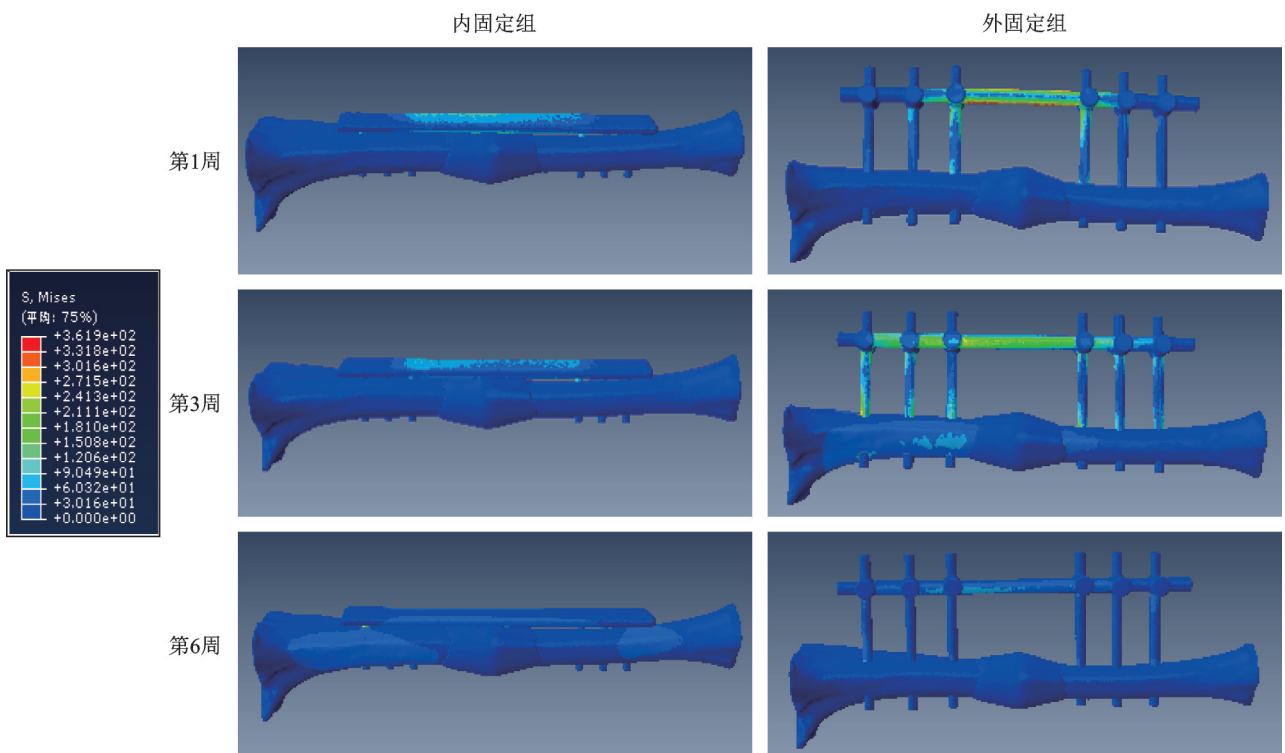 内固定组
外固定组
第1周
第3周
S, Mises
(平均: 75%)
+3.619e+02
+3.318e+02
+3.016e+02
+2.715e+02
+2.413e+02
+2.111e+02
+1.810e+02
+1.508e+02
+1.206e+02
+9.049e+01
+6.032e+01
+3.016e+01
+0.000e+00
第6周